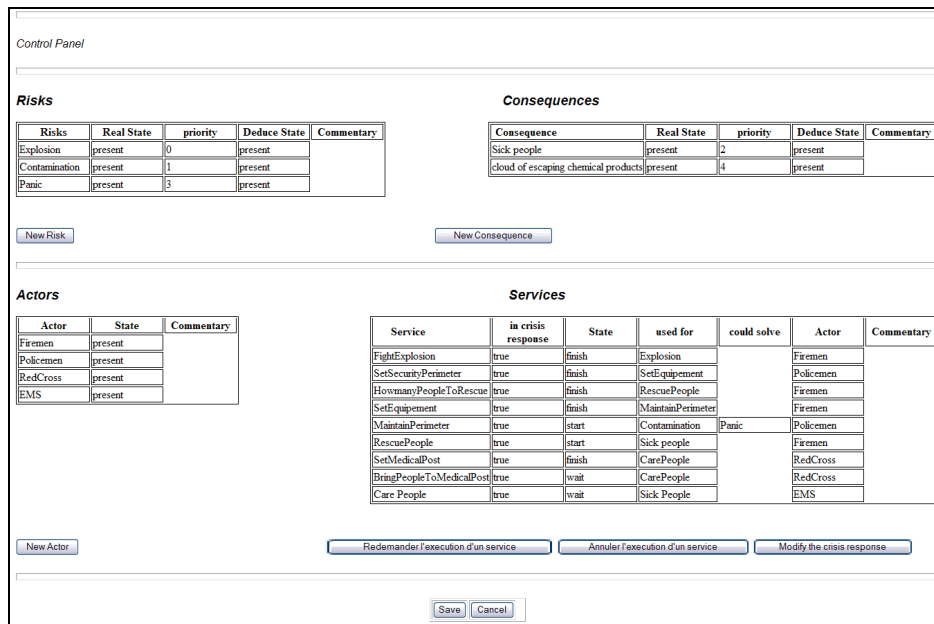 Control Panel
Risks
Risks Real State priority Deduce State Commentary
Explosion present 0 present
Contamination present 1 present
Panic present 3 present
New Risk
Consequences
Consequence Real State priority Deduce State Commentary
Sick people present 2 present
cloud of escaping chemical products present 4 present
New Consequence
Actors
Actor State Commentary
Firemen present
Policemen present
RedCross present
EMS present
New Actor
Services
Service in crisis response State used for could solve Actor Commentary
FightExplosion true finish Explosion Firemen
SetSecurityPerimeter true finish SetEquipement Policemen
HowmanyPeopleToRescue true finish RescuePeople Firemen
SetEquipement true finish MaintainPerimeter Firemen
MaintainPerimeter true start Contamination Panic Policemen
RescuePeople true start Sick people Firemen
SetMedicalPost true finish CarePeople RedCross
BringPeopleToMedicalPost true wait CarePeople RedCross
Care People true wait Sick People EMS
Redemander l'execution d'un service Annuler l'execution d'un service Modify the crisis response
Save Cancel